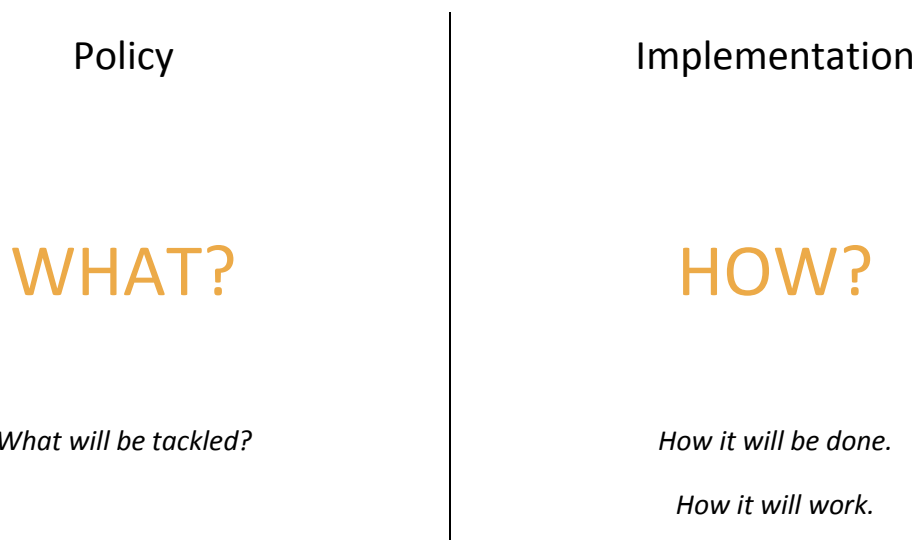 Policy
WHAT?
What will be tackled?
Implementation
HOW?
How it will be done.
How it will work.